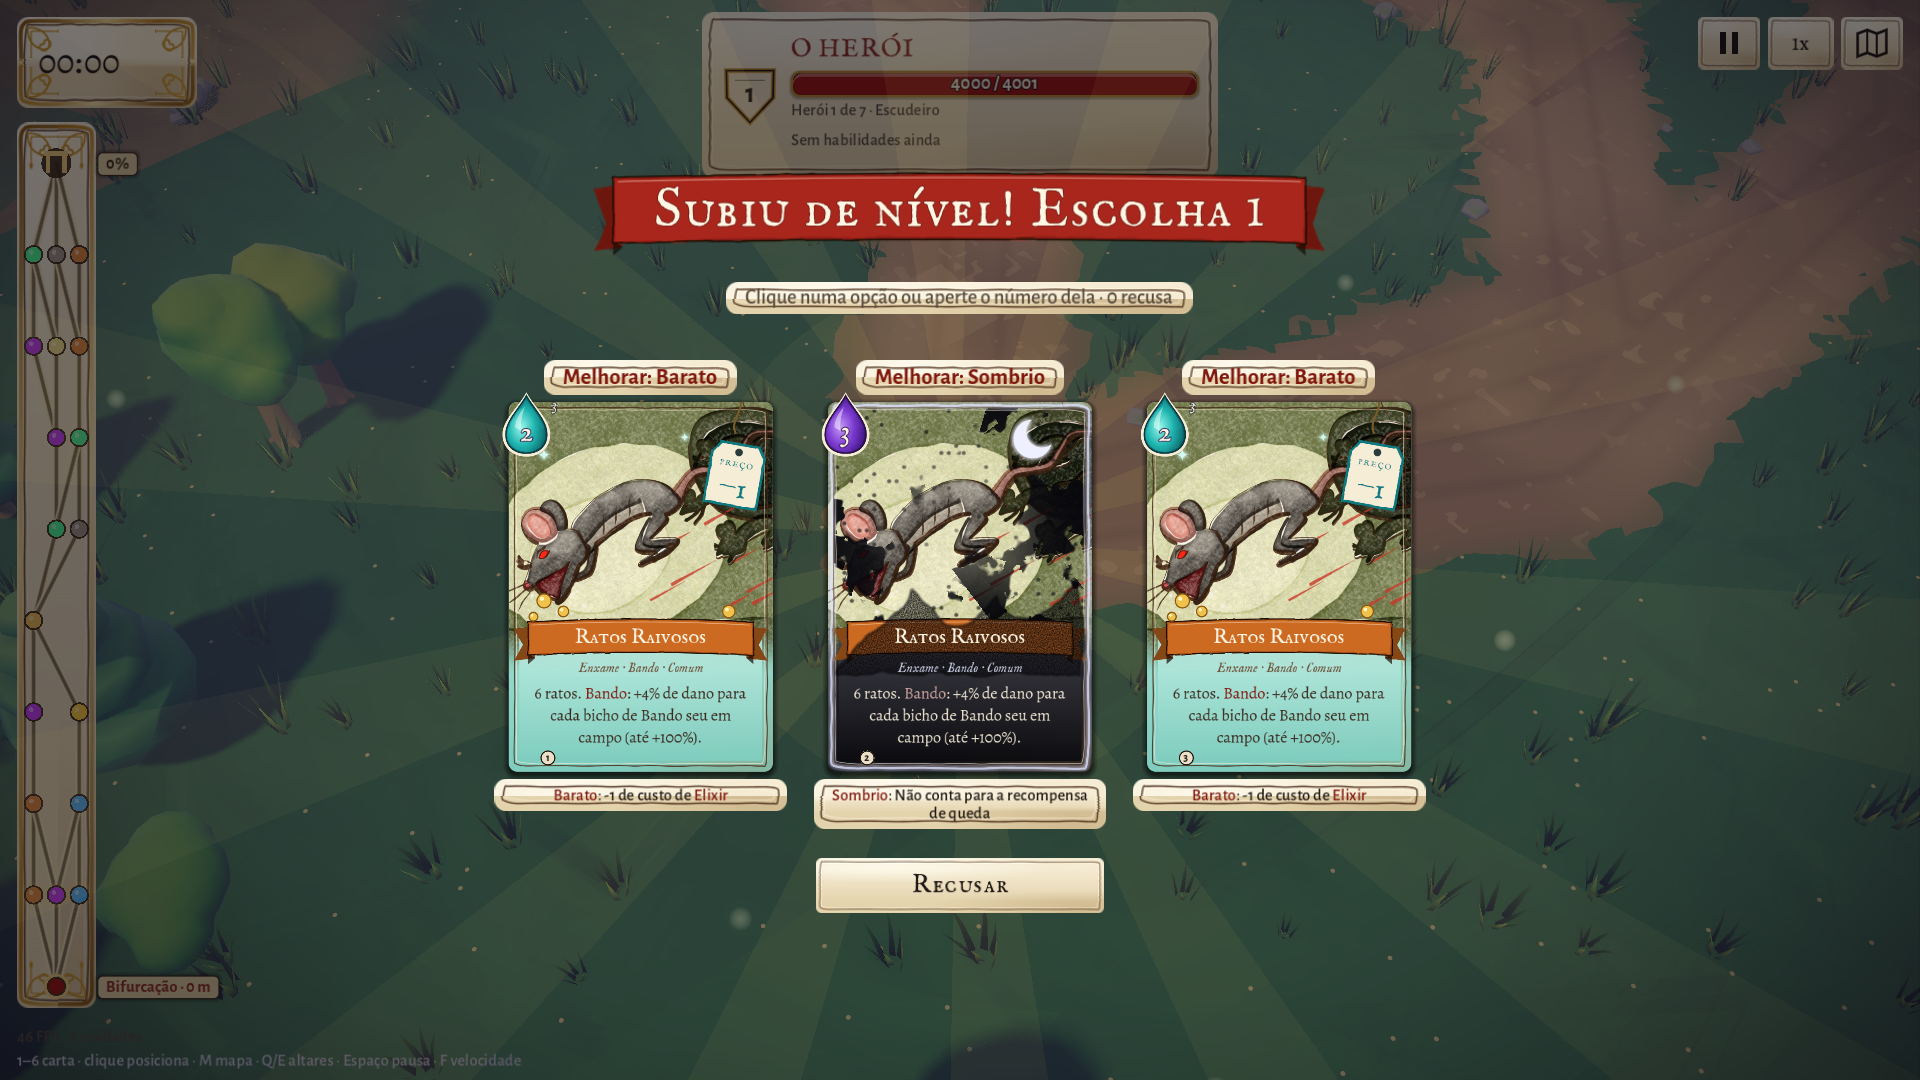 00:00
O HERÓI
1
4000 / 4001
Herói 1 de 7 · Escudeiro
Sem habilidades ainda
1x
0%
Subiu de nível! Escolha 1
Clique numa opção ou aperte o número dela · 0 recusa
Melhorar: Barato
2
3
PREÇO
-1
Ratos Raivosos
Enxame · Bando · Comum
6 ratos. Bando: +4% de dano para
cada bicho de Bando seu em
campo (até +100%).
1
Barato: -1 de custo de Elixir
Melhorar: Sombrio
3
Ratos Raivosos
Enxame · Bando · Comum
6 ratos. Bando: +4% de dano para
cada bicho de Bando seu em
campo (até +100%).
2
Sombrio: Não conta para a recompensa
de queda
Melhorar: Barato
2
3
PREÇO
-1
Ratos Raivosos
Enxame · Bando · Comum
6 ratos. Bando: +4% de dano para
cada bicho de Bando seu em
campo (até +100%).
3
Barato: -1 de custo de Elixir
Recusar
Bifurcação · 0 m
1–6 carta · clique posiciona · M mapa · Q/E altares · Espaço pausa · F velocidade